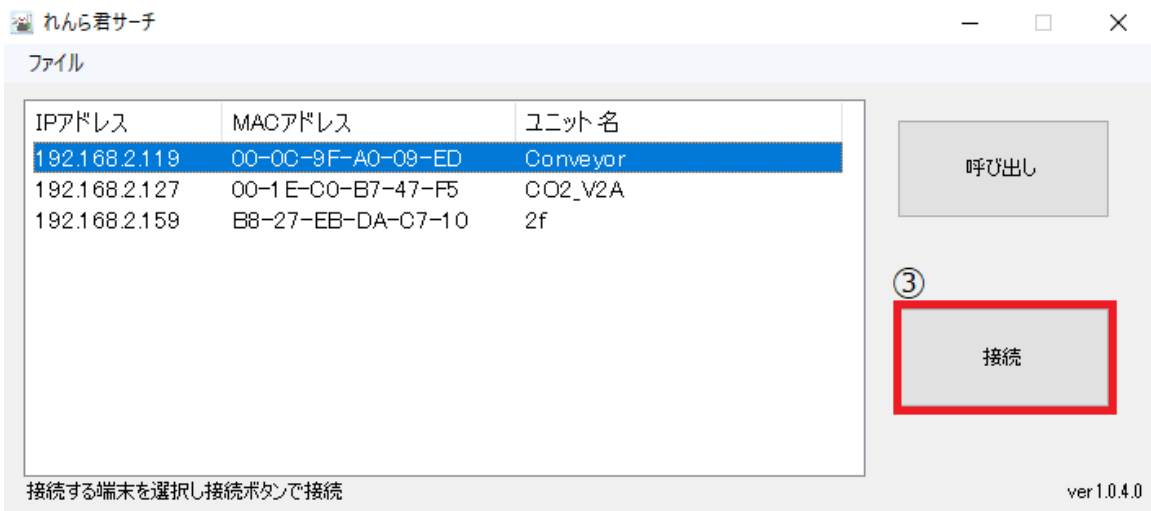 れんら君サーチ
ファイル
IPアドレス MACアドレス ユニット名
192.168.2.119 00-0C-9F-A0-09-ED Conveyor
192.168.2.127 00-1E-C0-B7-47-F5 CO2_V2A
192.168.2.159 B8-27-EB-DA-C7-10 2f
呼び出し
③
接続
接続する端末を選択し接続ボタンで接続
ver 1.0.4.0